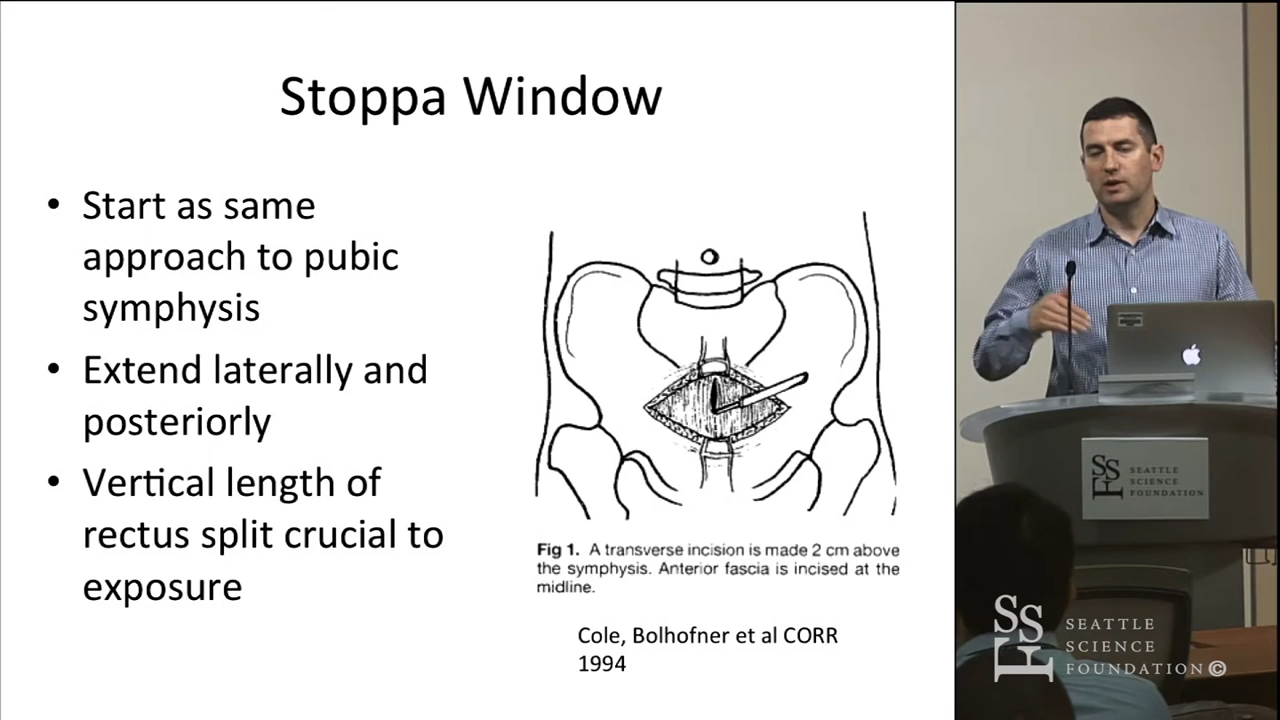 Stoppa Window
• Start as same
approach to pubic
symphysis
• Extend laterally and
posteriorly
• Vertical length of
rectus split crucial to
exposure
Fig 1. A transverse incision is made 2 cm above
the symphysis. Anterior fascia is incised at the
midline.
Cole, Bolhofner et al CORR
1994
SSF
SEATTLE
SCIENCE
FOUNDATION
SSF
SEATTLE
SCIENCE
FOUNDATION©